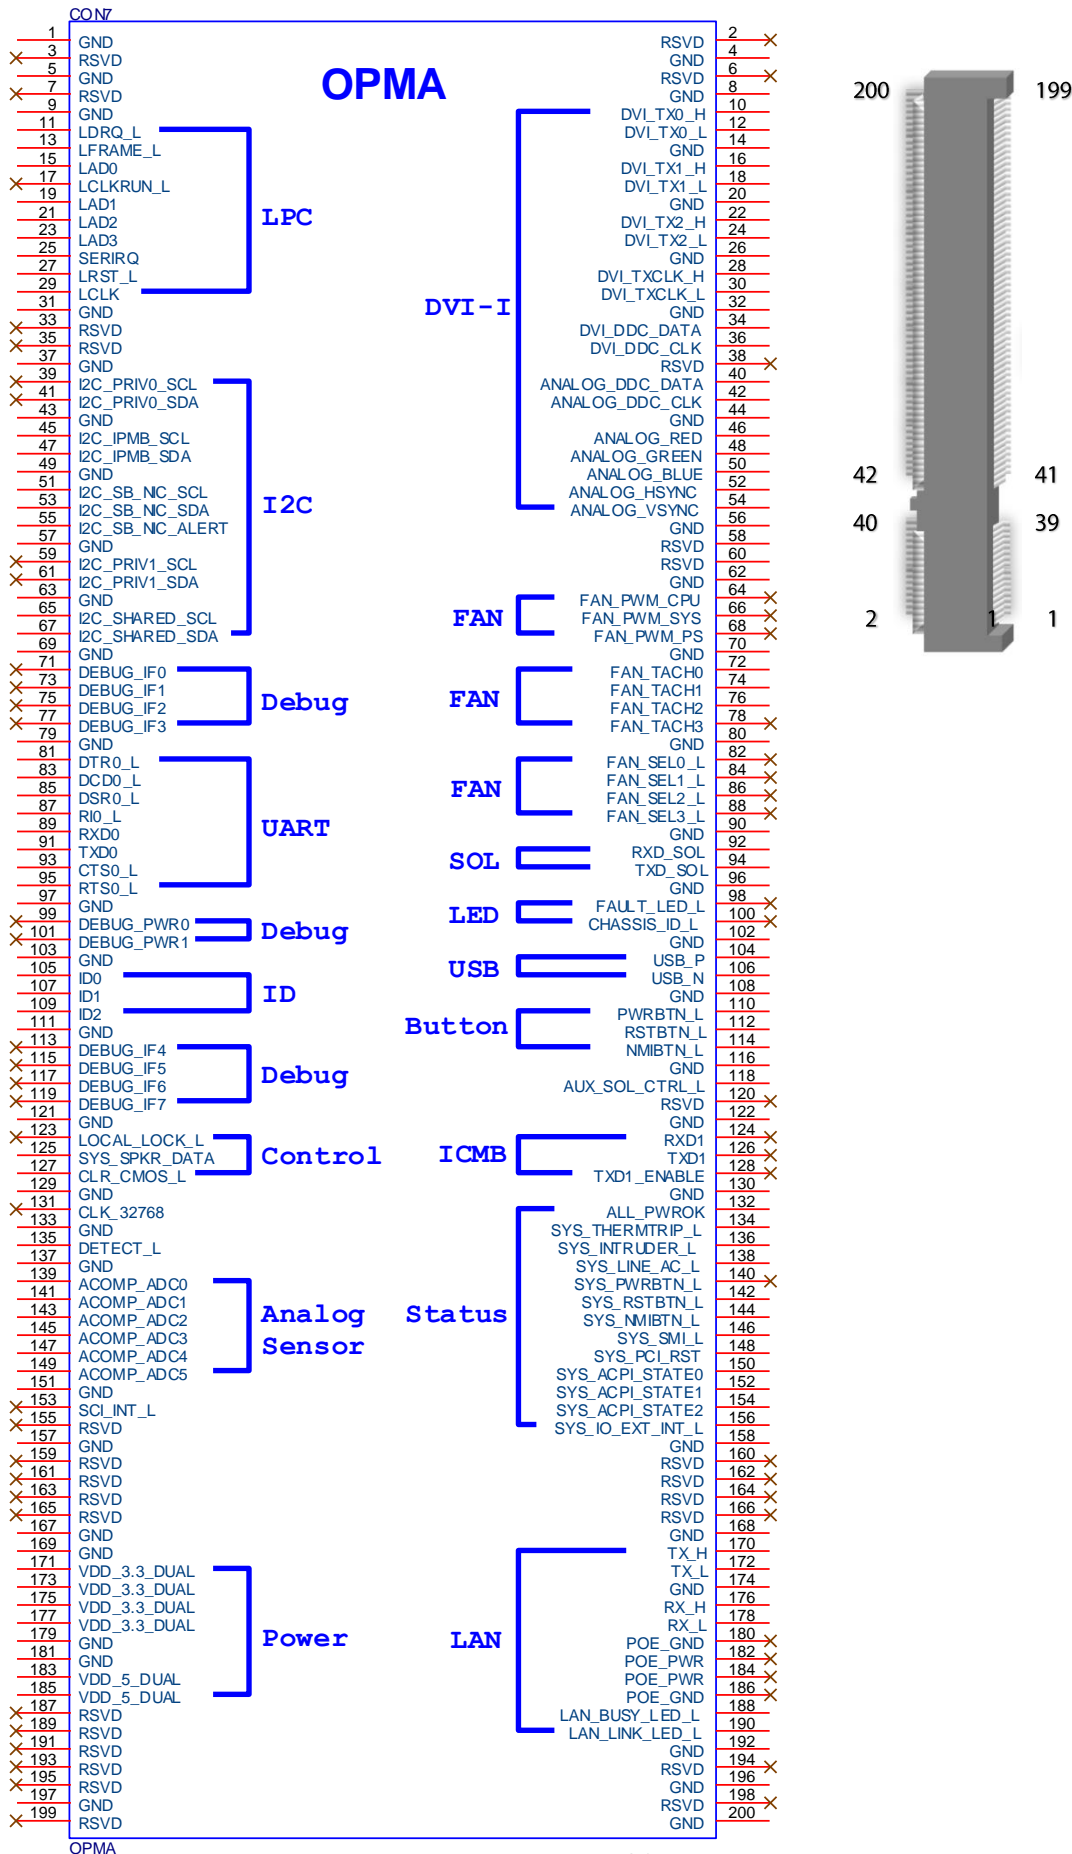 CON7
OPMA
1 GND RSVD 2
3 RSVD GND 4
5 GND RSVD 6
7 RSVD GND 8
9 GND DVI_TX0_H 10
11 LDRQ_L DVI_TX0_L 12
13 LFRAME_L GND 14
15 LAD0 DVI_TX1_H 16
17 LCLKRUN_L DVI_TX1_L 18
19 LAD1 GND 20
21 LAD2 DVI_TX2_H 22
LPC
23 LAD3 DVI_TX2_L 24
25 SERIRQ GND 26
27 LRST_L DVI_TXCLK_H 28
29 LCLK DVI_TXCLK_L 30
DVI-I
31 GND GND 32
33 RSVD DVI_DDC_DATA 34
35 RSVD DVI_DDC_CLK 36
37 GND RSVD 38
39 I2C_PRIV0_SCL ANALOG_DDC_DATA 40
41 I2C_PRIV0_SDA ANALOG_DDC_CLK 42
43 GND GND 44
45 I2C_IPMB_SCL ANALOG_RED 46
47 I2C_IPMB_SDA ANALOG_GREEN 48
49 GND ANALOG_BLUE 50
51 I2C_SB_NIC_SCL ANALOG_HSYNC 52
53 I2C_SB_NIC_SDA ANALOG_VSYNC 54
I2C
55 I2C_SB_NIC_ALERT GND 56
57 GND RSVD 58
59 I2C_PRIV1_SCL RSVD 60
61 I2C_PRIV1_SDA GND 62
63 GND FAN_PWM_CPU 64
65 I2C_SHARED_SCL FAN_PWM_SYS 66
FAN
67 I2C_SHARED_SDA FAN_PWM_PS 68
69 GND GND 70
71 DEBUG_IF0 FAN_TACH0 72
73 DEBUG_IF1 FAN_TACH1 74
Debug FAN
75 DEBUG_IF2 FAN_TACH2 76
77 DEBUG_IF3 FAN_TACH3 78
79 GND GND 80
81 DTR0_L FAN_SEL0_L 82
83 DCD0_L FAN_SEL1_L 84
FAN
85 DSR0_L FAN_SEL2_L 86
87 RI0_L FAN_SEL3_L 88
UART
89 RXD0 GND 90
91 TXD0 RXD_SOL 92
SOL
93 CTS0_L TXD_SOL 94
95 RTS0_L GND 96
97 GND FAULT_LED_L 98
LED
99 DEBUG_PWR0 CHASSIS_ID_L 100
Debug
101 DEBUG_PWR1 GND 102
103 GND USB_P 104
USB
105 ID0 USB_N 106
107 ID1 GND 108
ID
109 ID2 PWRBTN_L 110
Button
111 GND RSTBTN_L 112
113 DEBUG_IF4 NMIBTN_L 114
115 DEBUG_IF5 GND 116
Debug
117 DEBUG_IF6 AUX_SOL_CTRL_L 118
119 DEBUG_IF7 RSVD 120
121 GND GND 122
123 LOCAL_LOCK_L RXD1 124
125 SYS_SPKR_DATA TXD1 126
Control ICMB
127 CLR_CMOS_L TXD1_ENABLE 128
129 GND GND 130
131 CLK_32768 ALL_PWROK 132
133 GND SYS_THERMTRIP_L 134
135 DETECT_L SYS_INTRUDER_L 136
137 GND SYS_LINE_AC_L 138
139 ACOMP_ADC0 SYS_PWRBTN_L 140
141 ACOMP_ADC1 SYS_RSTBTN_L 142
Analog Status
143 ACOMP_ADC2 SYS_NMIBTN_L 144
145 ACOMP_ADC3 SYS_SMI_L 146
Sensor
147 ACOMP_ADC4 SYS_PCI_RST 148
149 ACOMP_ADC5 SYS_ACPI_STATE0 150
151 GND SYS_ACPI_STATE1 152
153 SCI_INT_L SYS_ACPI_STATE2 154
155 RSVD SYS_IO_EXT_INT_L 156
157 GND GND 158
159 RSVD RSVD 160
161 RSVD RSVD 162
163 RSVD RSVD 164
165 RSVD RSVD 166
167 GND GND 168
169 GND TX_H 170
171 VDD_3.3_DUAL TX_L 172
173 VDD_3.3_DUAL GND 174
175 VDD_3.3_DUAL RX_H 176
177 VDD_3.3_DUAL RX_L 178
Power LAN
179 GND POE_GND 180
181 GND POE_PWR 182
183 VDD_5_DUAL POE_PWR 184
185 VDD_5_DUAL POE_GND 186
187 RSVD LAN_BUSY_LED_L 188
189 RSVD LAN_LINK_LED_L 190
191 RSVD GND 192
193 RSVD RSVD 194
195 RSVD GND 196
197 GND RSVD 198
199 RSVD GND 200
OPMA
200 199
42 41
40 39
2 1 1